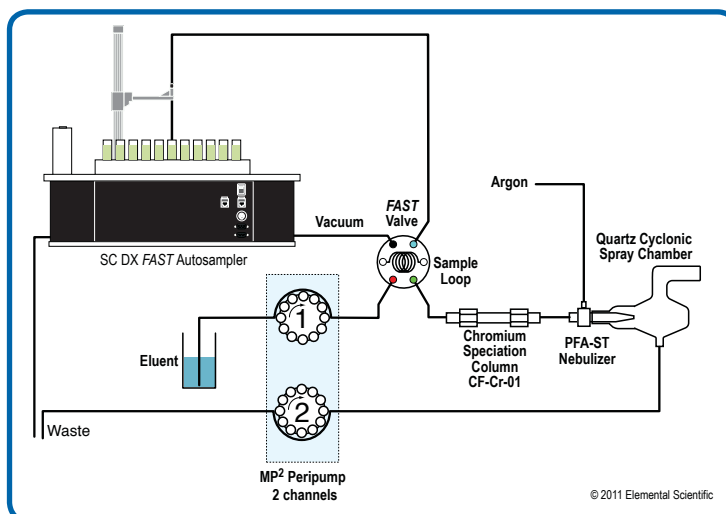 FAST
Valve
Argon
Vacuum
Quartz Cyclonic
Spray Chamber
SC DX FAST Autosampler
Sample
Loop
1
Eluent
Chromium
Speciation
Column
CF-Cr-01
PFA-ST
Nebulizer
2
Waste
MP² Peripump
2 channels
© 2011 Elemental Scientific